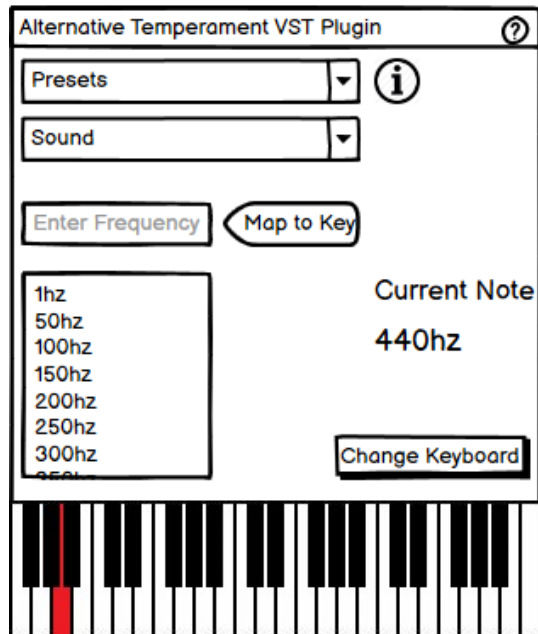 Alternative Temperament VST Plugin ?
Presets
i
Sound
Enter Frequency
Map to Key
1hz
50hz
100hz
150hz
200hz
250hz
300hz
350hz
Current Note
440hz
Change Keyboard